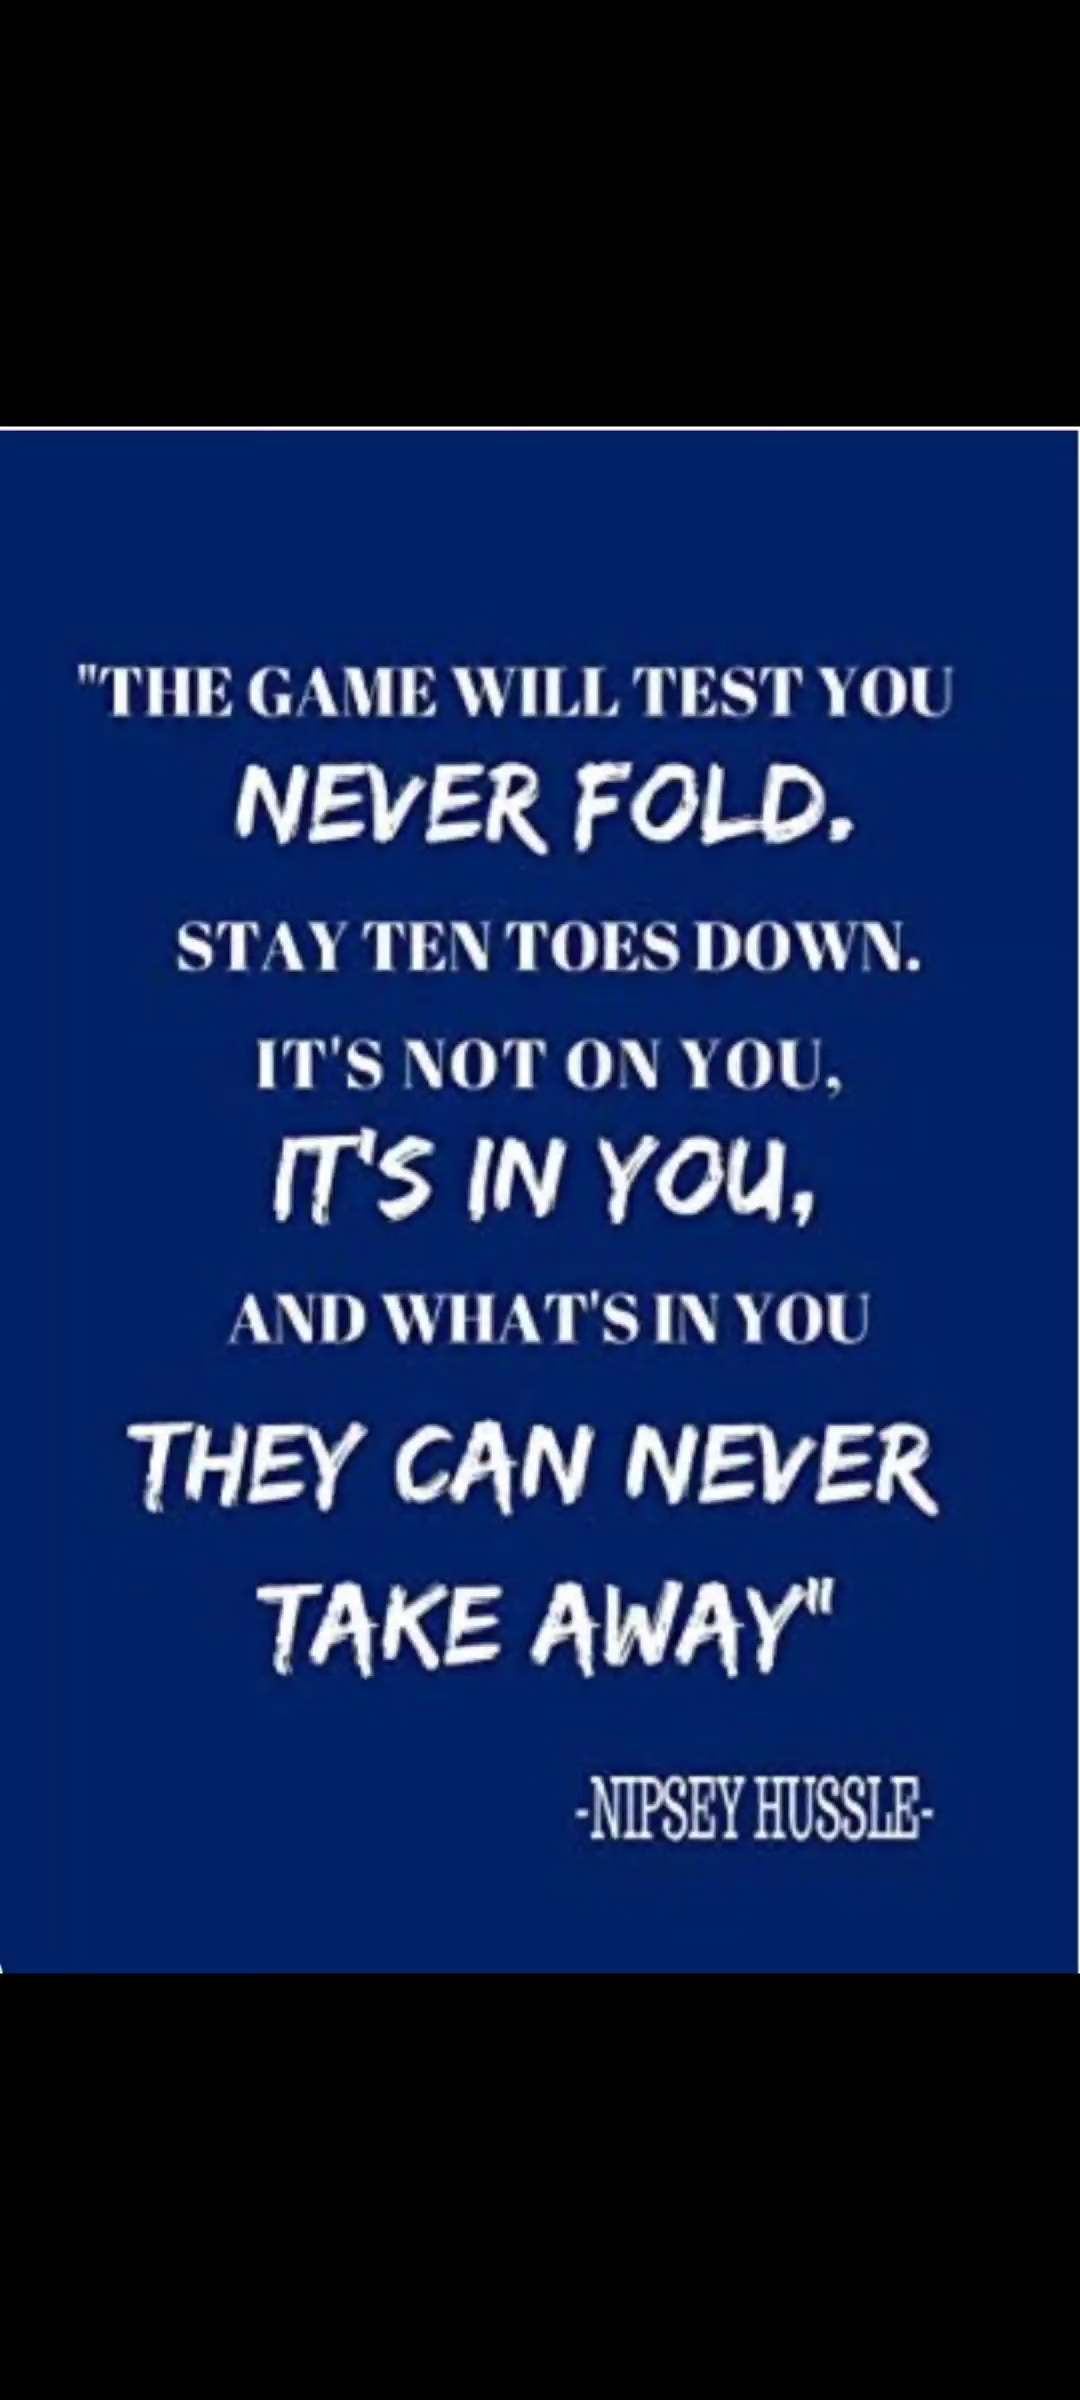 "THE GAME WILL TEST YOU
NEVER FOLD.
STAY TEN TOES DOWN.
IT'S NOT ON YOU,
IT'S IN YOU,
AND WHAT'S IN YOU
THEY CAN NEVER
TAKE AWAY"
-NIPSEY HUSSLE-